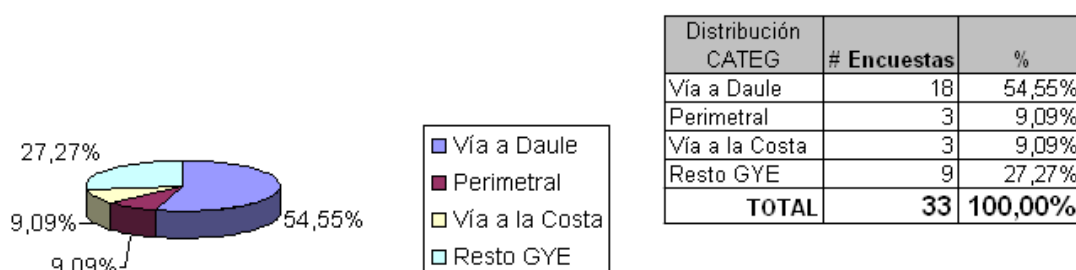 27,27%
9,09%
9,09%
54,55%
Vía a Daule
Perimetral
Vía a la Costa
Resto GYE
Distribución
CATEG # Encuestas %
Vía a Daule 18 54,55%
Perimetral 3 9,09%
Vía a la Costa 3 9,09%
Resto GYE 9 27,27%
TOTAL 33 100,00%